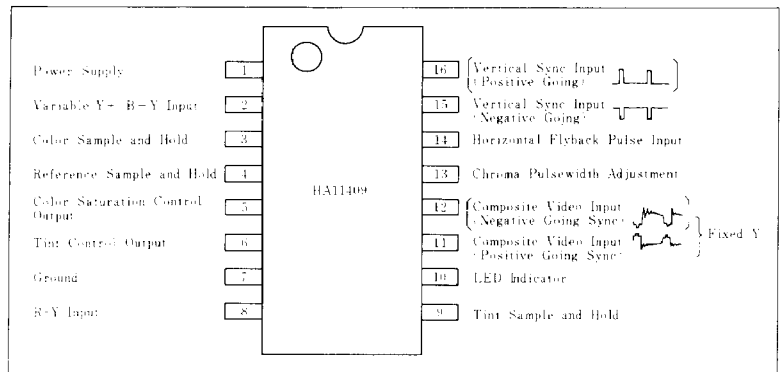 Power Supply 1
Variable Y+ B-Y Input 2
Color Sample and Hold 3
Reference Sample and Hold 4
Color Saturation Control
Output 5
Tint Control Output 6
Ground 7
R-Y Input 8
HA11409
16 Vertical Sync Input
(Positive Going)
15 Vertical Sync Input
(Negative Going)
14 Horizontal Flyback Pulse Input
13 Chroma Pulsewidth Adjustment
12 Composite Video Input
(Negative Going Sync)
11 Composite Video Input
(Positive Going Sync)
Fixed Y
10 LED Indicator
9 Tint Sample and Hold